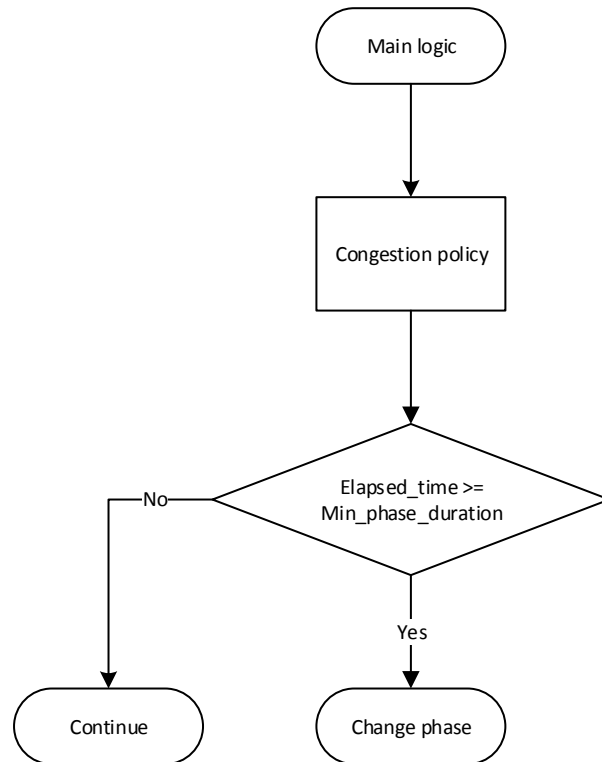 Main logic
Congestion policy
Elapsed_time >=
Min_phase_duration
No
Yes
Continue
Change phase